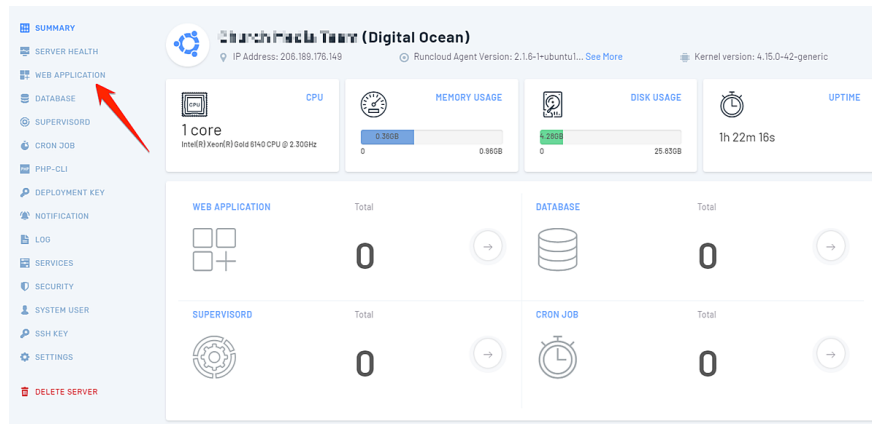 SUMMARY
SERVER HEALTH
WEB APPLICATION
DATABASE
SUPERVISORD
CRON JOB
PHP-CLI
DEPLOYMENT KEY
NOTIFICATION
LOG
SERVICES
SECURITY
SYSTEM USER
SSH KEY
SETTINGS
DELETE SERVER
(Digital Ocean)
IP Address: 206.189.176.149 Runcloud Agent Version: 2.1.6-1+ubuntu1... See More Kernel version: 4.15.0-42-generic
CPU
CPU
1 core
Intel(R) Xeon(R) Gold 6140 CPU @ 2.30GHz
MEMORY USAGE
0.36GB
0 0.96GB
DISK USAGE
4.28GB
0 25.83GB
UPTIME
1h 22m 16s
WEB APPLICATION Total
0
DATABASE Total
0
SUPERVISORD Total
0
CRON JOB Total
0